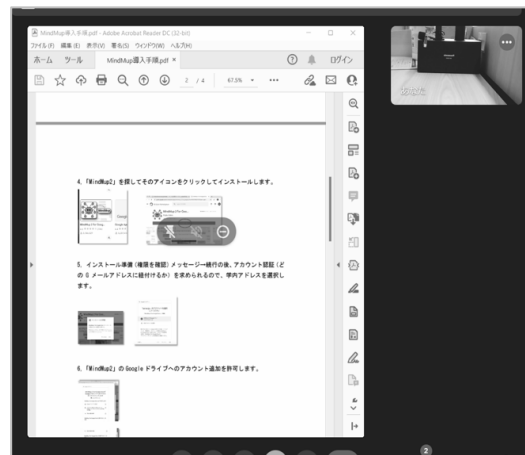 MindMup導入手順.pdf - Adobe Acrobat Reader DC (32-bit)
ファイル(F) 編集(E) 表示(V) 署名(S) ウィンドウ(W) ヘルプ(H)
ホーム ツール MindMup導入手順.pdf × ログイン
2 / 4 67.5%
あなた
4. 「MindMup2」を探してそのアイコンをクリックしてインストールします。
5. インストール準備(権限を確認)メッセージ→続行の後、アカウント認証(ど
の G メールアドレスに紐付けるか)を求められるので、学内アドレスを選択し
ます。
6. 「MindMup2」の Google ドライブへのアカウント追加を許可します。
2